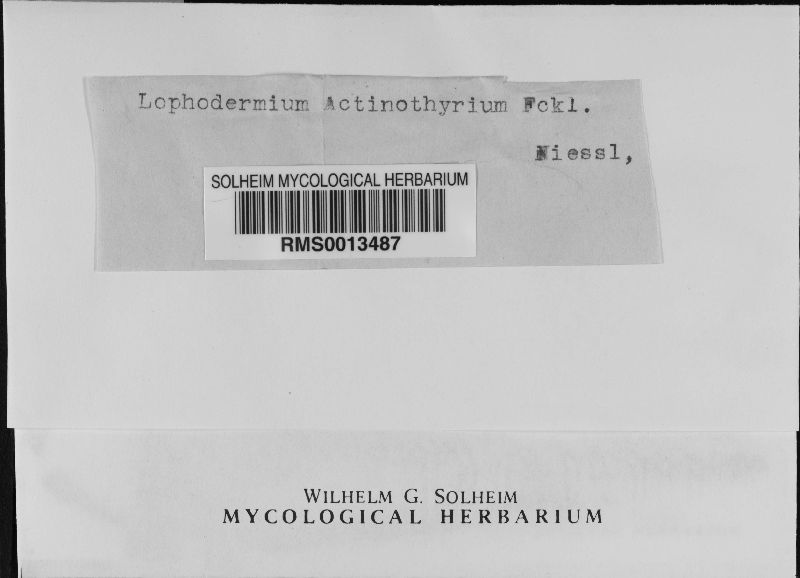 Lophodermium Actinothyrium Fckl.
Niessl,
SOLHEIM MYCOLOGICAL HERBARIUM
RMS0013487
WILHELM G. SOLHEIM
MYCOLOGICAL HERBARIUM